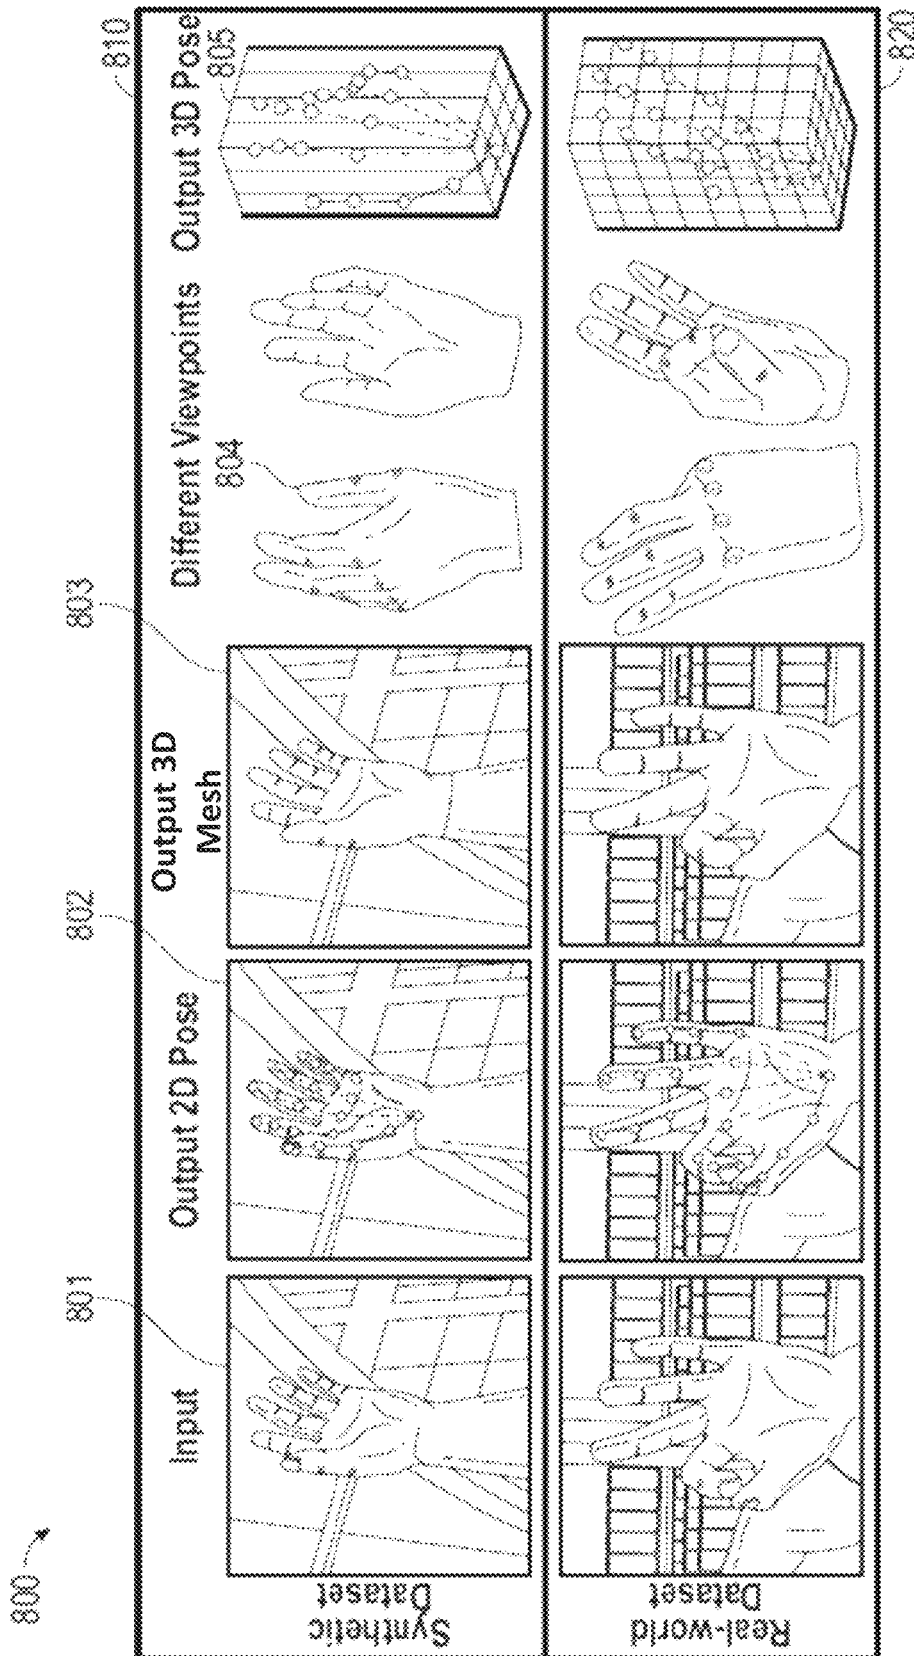 800
801
802
803
804
805
810
820
Input
Output 2D Pose
Output 3D
Mesh
Different Viewpoints
Output 3D Pose
Synthetic
Dataset
Real-world
Dataset